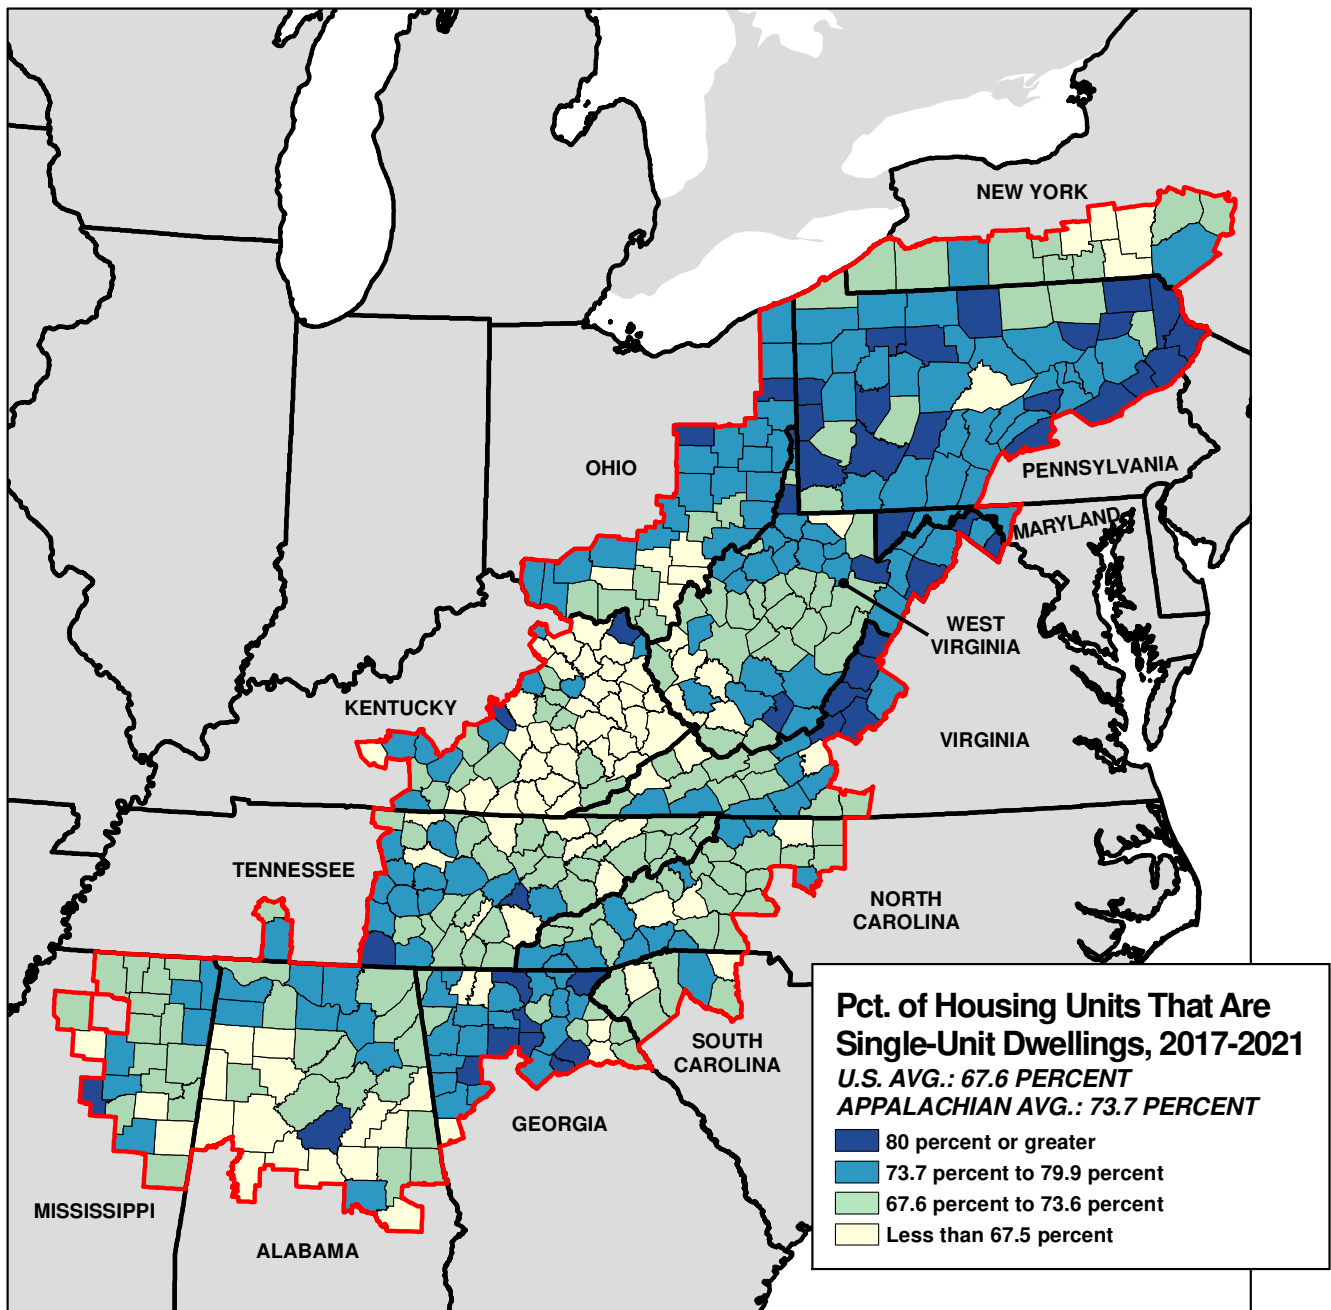 NEW YORK
OHIO
PENNSYLVANIA
MARYLAND
WEST
VIRGINIA
KENTUCKY
VIRGINIA
TENNESSEE
NORTH
CAROLINA
SOUTH
CAROLINA
GEORGIA
MISSISSIPPI
ALABAMA
Pct. of Housing Units That Are
Single-Unit Dwellings, 2017-2021
U.S. AVG.: 67.6 PERCENT
APPALACHIAN AVG.: 73.7 PERCENT
80 percent or greater
73.7 percent to 79.9 percent
67.6 percent to 73.6 percent
Less than 67.5 percent